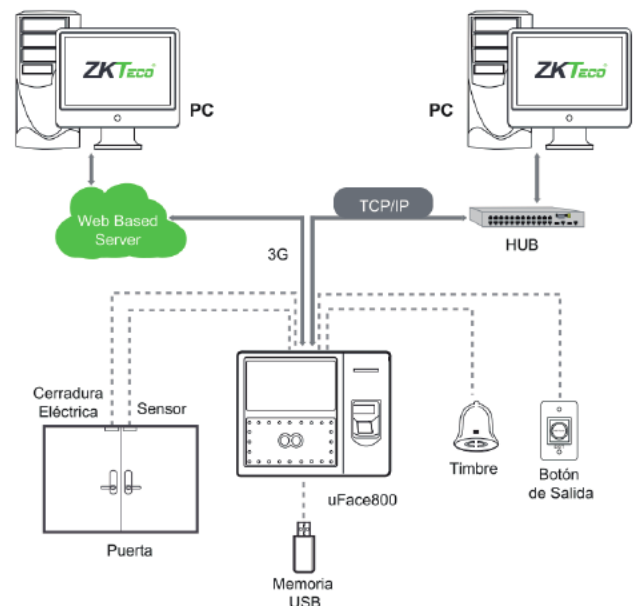 ZKTeco
PC
ZKTeco
PC
Web Based
Server
TCP/IP
HUB
3G
Cerradura
Eléctrica
Sensor
Puerta
uFace800
Memoria
USB
Timbre
Botón
de Salida